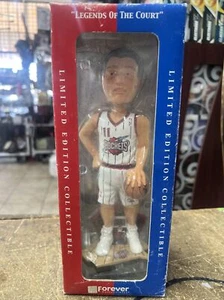 "LEGENDS OF THE COURT"
LIMITED EDITION COLLECTIBLE
11
ROCKETS
LIMITED EDITION COLLECTIBLE
Forever